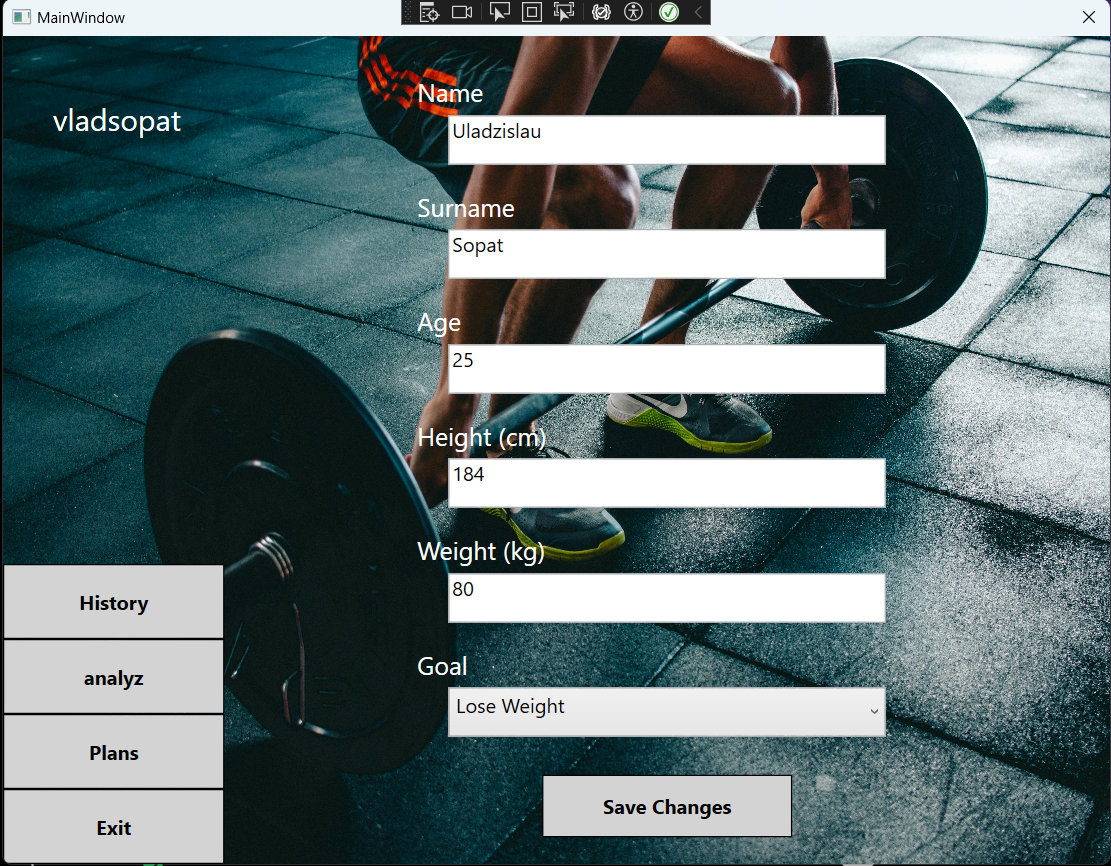 MainWindow
vladsopat
Name
Uladzislau
Surname
Sopat
Age
25
Height (cm)
184
Weight (kg)
80
Goal
Lose Weight
Save Changes
History
analyz
Plans
Exit